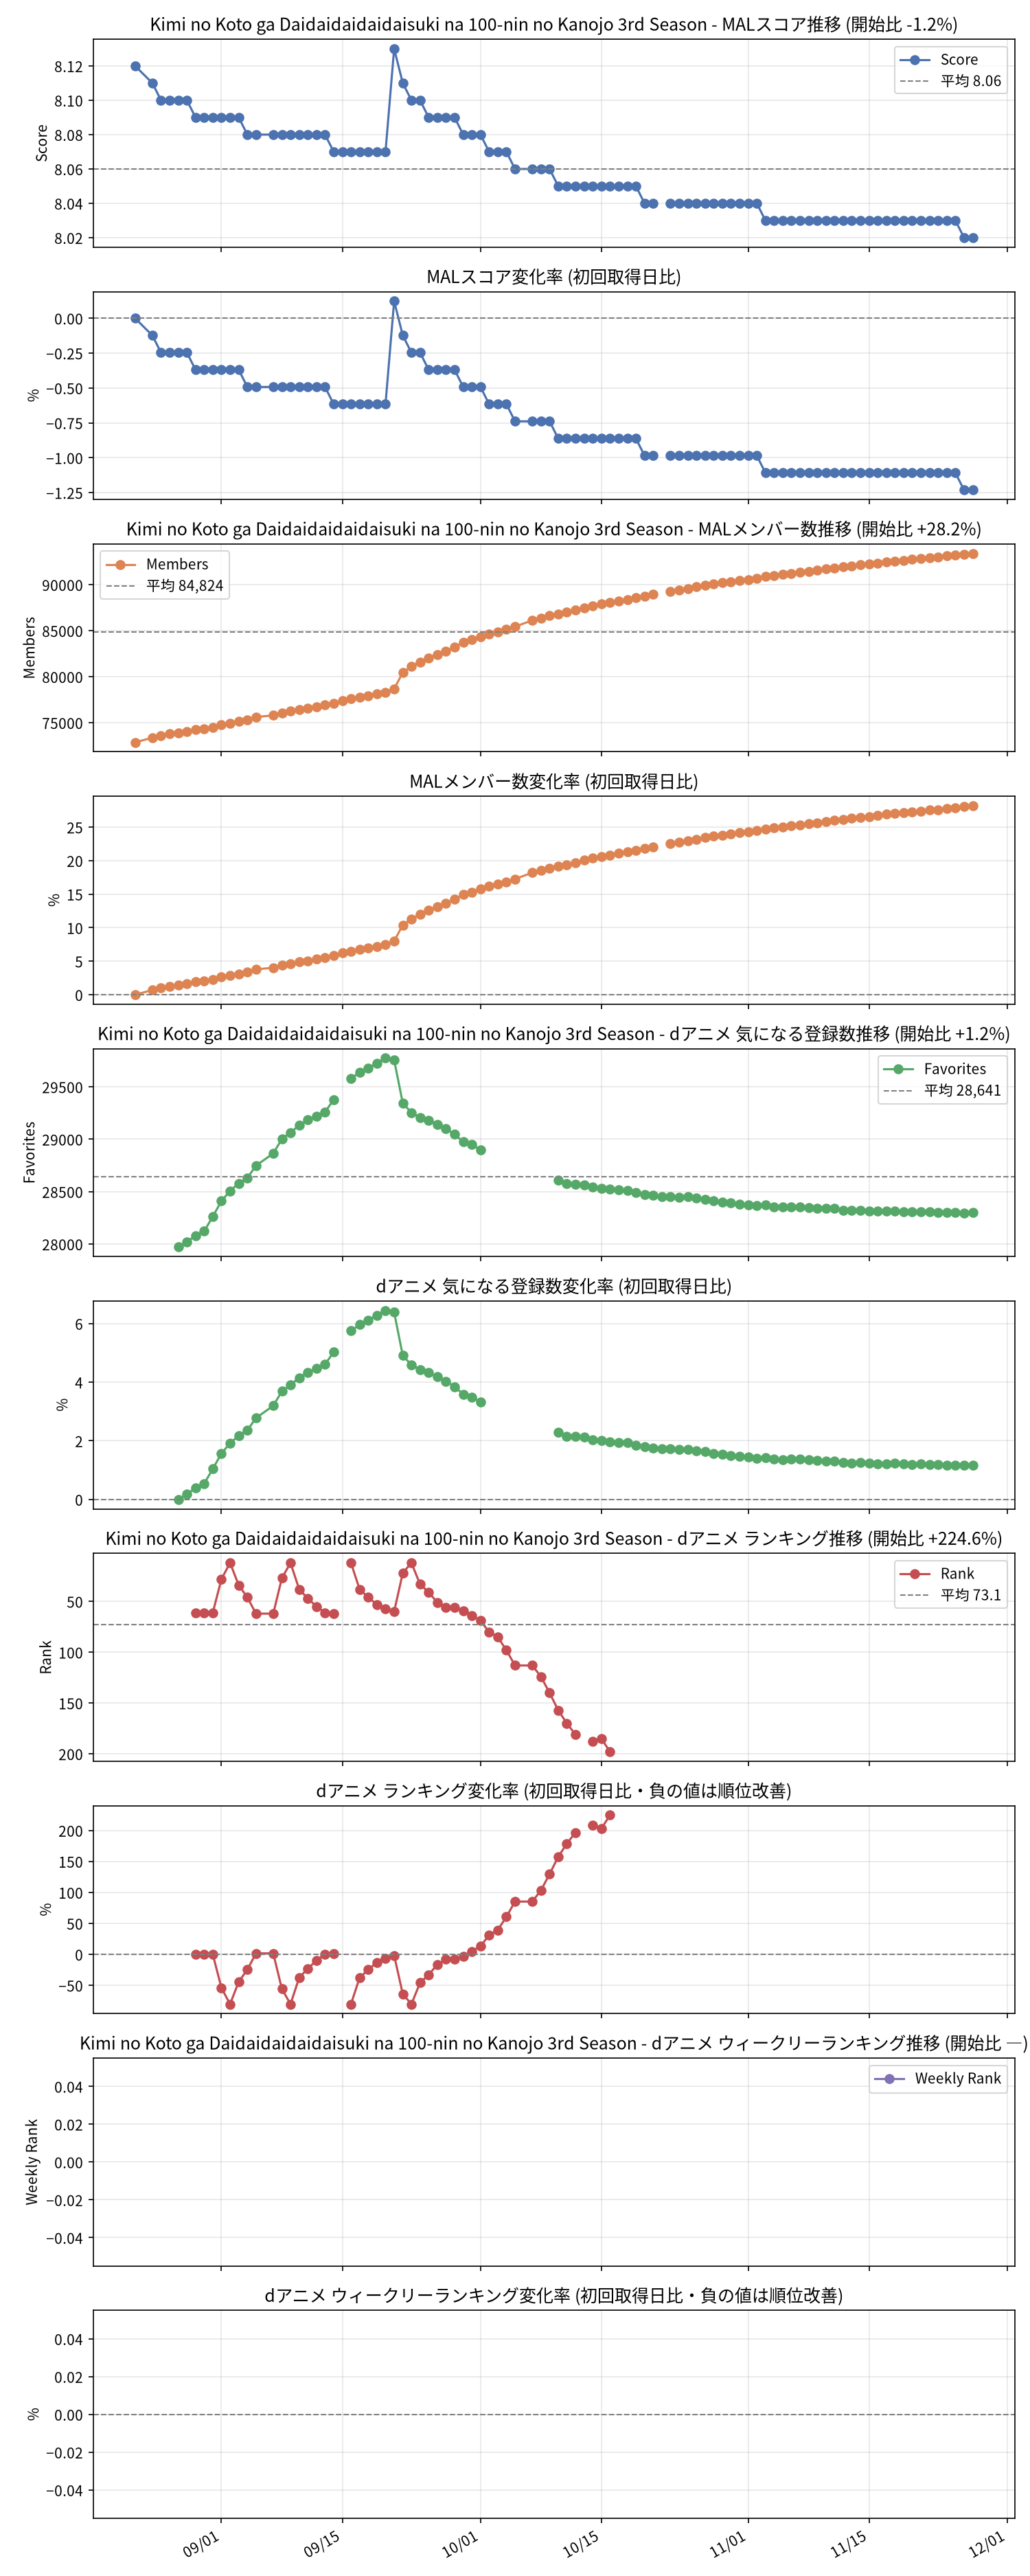 Kimi no Koto ga Daidaidaidaidaisuki na 100-nin no Kanojo 3rd Season - MALスコア推移 (開始比 -1.2%)
Score
平均 8.06
8.12
8.10
8.08
8.06
8.04
8.02
Score
MALスコア変化率 (初回取得日比)
0.00
−0.25
−0.50
−0.75
−1.00
−1.25
%
Kimi no Koto ga Daidaidaidaidaisuki na 100-nin no Kanojo 3rd Season - MALメンバー数推移 (開始比 +28.2%)
Members
平均 84,824
90000
85000
80000
75000
Members
MALメンバー数変化率 (初回取得日比)
25
20
15
10
5
0
%
Kimi no Koto ga Daidaidaidaidaisuki na 100-nin no Kanojo 3rd Season - dアニメ 気になる登録数推移 (開始比 +1.2%)
Favorites
平均 28,641
29500
29000
28500
28000
Favorites
dアニメ 気になる登録数変化率 (初回取得日比)
6
4
2
0
%
Kimi no Koto ga Daidaidaidaidaisuki na 100-nin no Kanojo 3rd Season - dアニメ ランキング推移 (開始比 +224.6%)
Rank
平均 73.1
50
100
150
200
Rank
dアニメ ランキング変化率 (初回取得日比・負の値は順位改善)
200
150
100
50
0
−50
%
Kimi no Koto ga Daidaidaidaidaisuki na 100-nin no Kanojo 3rd Season - dアニメ ウィークリーランキング推移 (開始比 —)
Weekly Rank
0.04
0.02
0.00
−0.02
−0.04
Weekly Rank
dアニメ ウィークリーランキング変化率 (初回取得日比・負の値は順位改善)
0.04
0.02
0.00
−0.02
−0.04
%
09/01 09/15 10/01 10/15 11/01 11/15 12/01